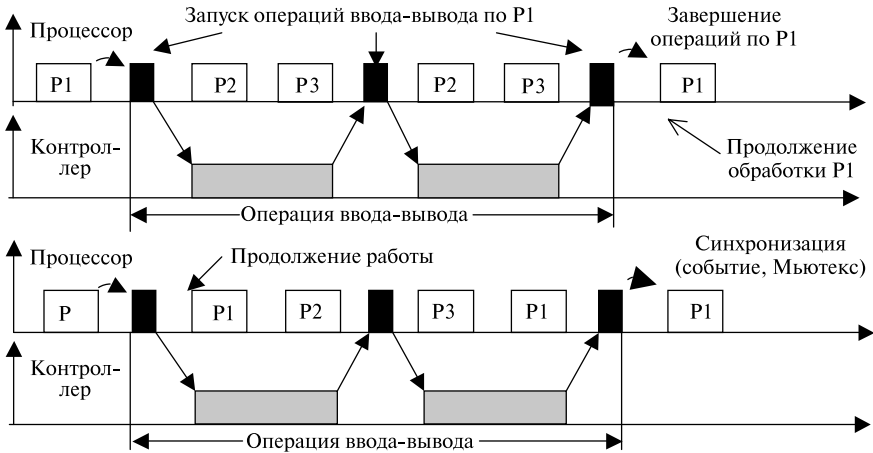 Запуск операций ввода-вывода по P1
Завершение
операций по P1
Процессор
P1
P2
P3
P2
P3
P1
Контрол-
лер
Продолжение
обработки P1
Операция ввода-вывода
Процессор
Продолжение работы
Синхронизация
(событие, Мьютекс)
P
P1
P2
P3
P1
P1
Контрол-
лер
Операция ввода-вывода